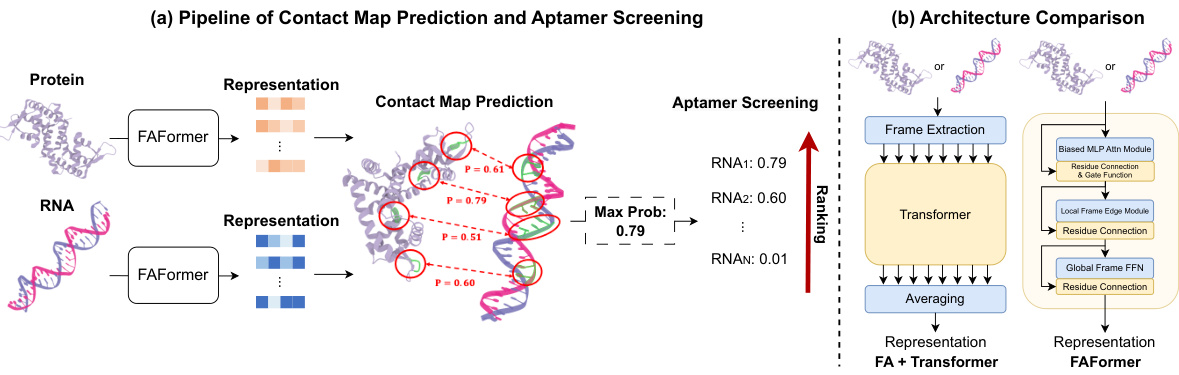 (a) Pipeline of Contact Map Prediction and Aptamer Screening
Protein
FAFormer
Representation
⋮
RNA
FAFormer
Representation
⋮
Contact Map Prediction
P = 0.61
P = 0.79
P = 0.51
P = 0.60
Max Prob:
0.79
Aptamer Screening
RNA₁: 0.79
RNA₂: 0.60
⋮
RNAₙ: 0.01
Ranking
(b) Architecture Comparison
or
Frame Extraction
Transformer
Averaging
Representation
FA + Transformer
or
Biased MLP Attn Module
Residue Connection
& Gate Function
Local Frame Edge Module
Residue Connection
Global Frame FFN
Residue Connection
Representation
FAFormer